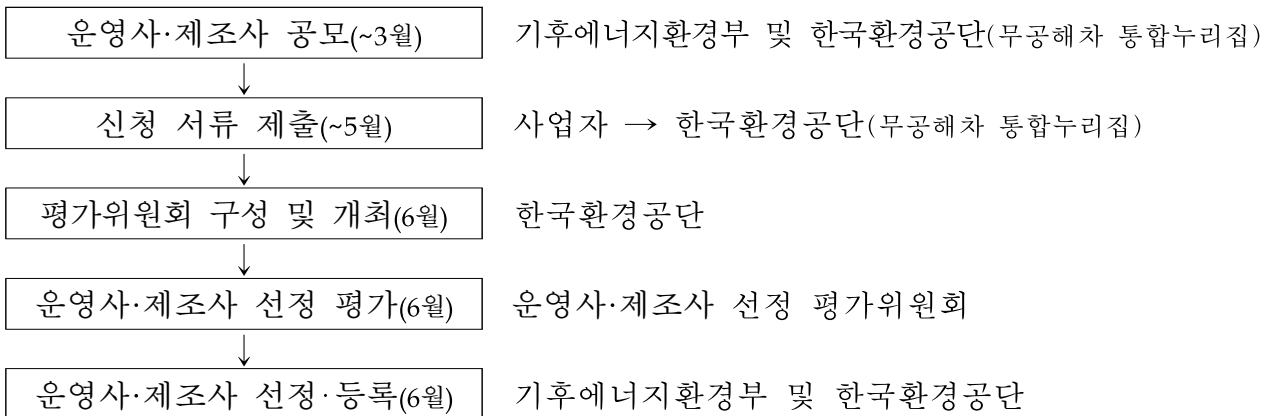 운영사·제조사 공모(~3월) 기후에너지환경부 및 한국환경공단(무공해차 통합누리집)
↓
신청 서류 제출(~5월) 사업자 → 한국환경공단(무공해차 통합누리집)
↓
평가위원회 구성 및 개최(6월) 한국환경공단
↓
운영사·제조사 선정 평가(6월) 운영사·제조사 선정 평가위원회
↓
운영사·제조사 선정·등록(6월) 기후에너지환경부 및 한국환경공단